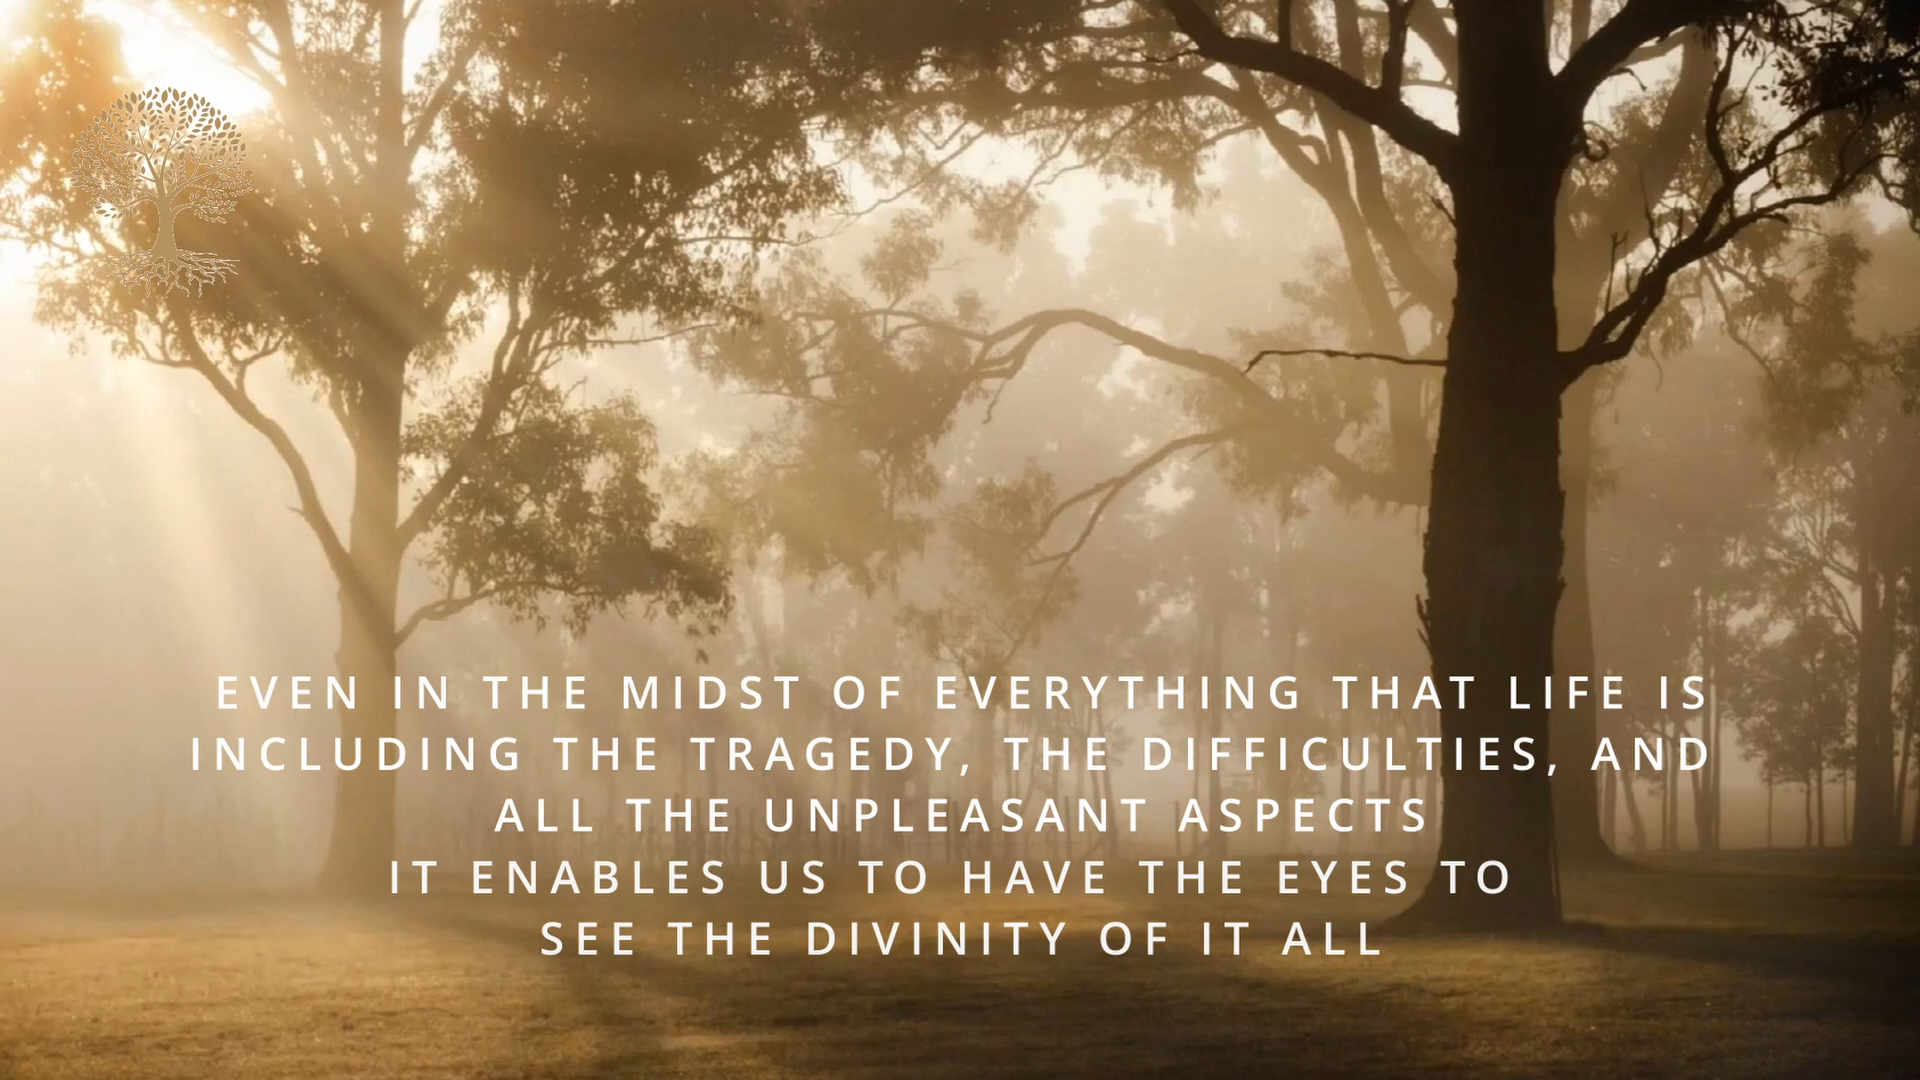 EVEN IN THE MIDST OF EVERYTHING THAT LIFE IS
INCLUDING THE TRAGEDY, THE DIFFICULTIES, AND
ALL THE UNPLEASANT ASPECTS
IT ENABLES US TO HAVE THE EYES TO
SEE THE DIVINITY OF IT ALL